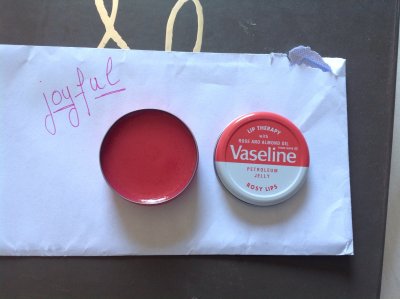 joyful
LIP THERAPY
with
ROSE AND ALMOND OIL
Vaseline
PETROLEUM
JELLY
ROSY LIPS